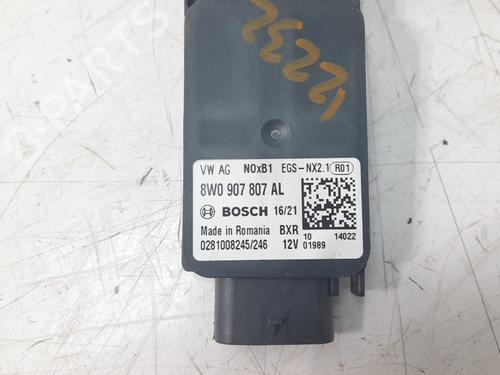 12232
VW AG NOxB1 EGS-NX2.1 R01
8W0 907 807 AL
BOSCH 16/21
Made in Romania BXR 10 14022
0281008245/246 12V 01989